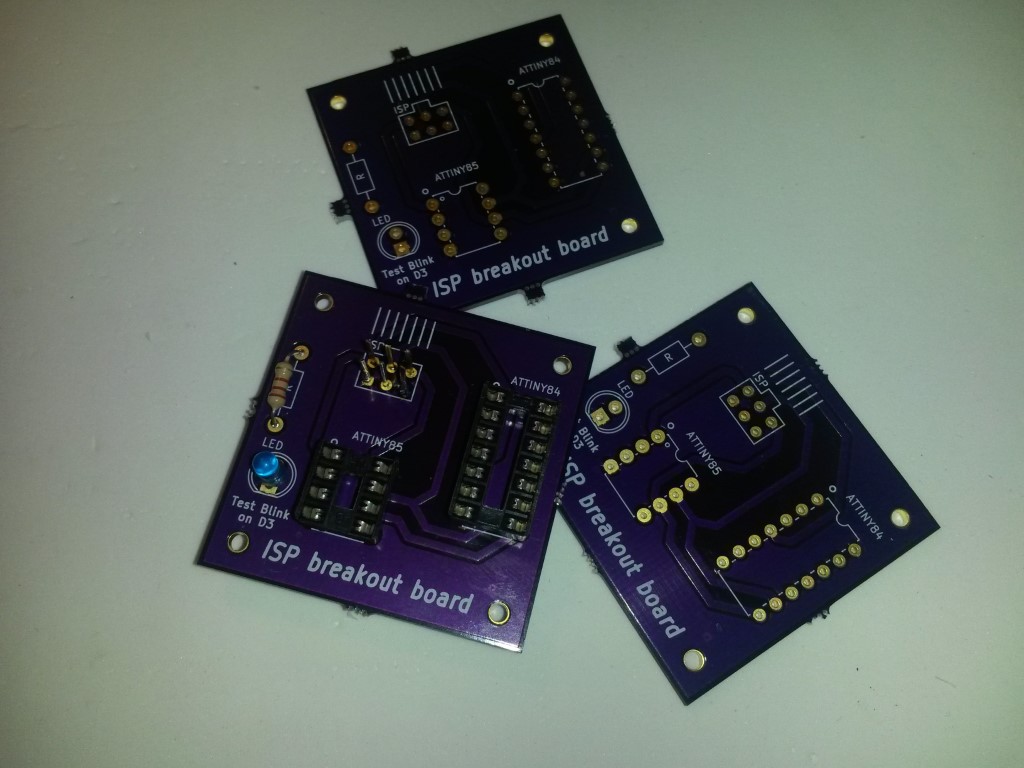 ISP
ATTINY84
ATTINY85
R
LED
Test Blink
on D3
ISP breakout board
ATTINY84
ATTINY85
LED
Test Blink
on D3
ISP breakout board
R
LED
ISP
Blink
D3
ATTINY85
ATTINY84
ISP breakout board